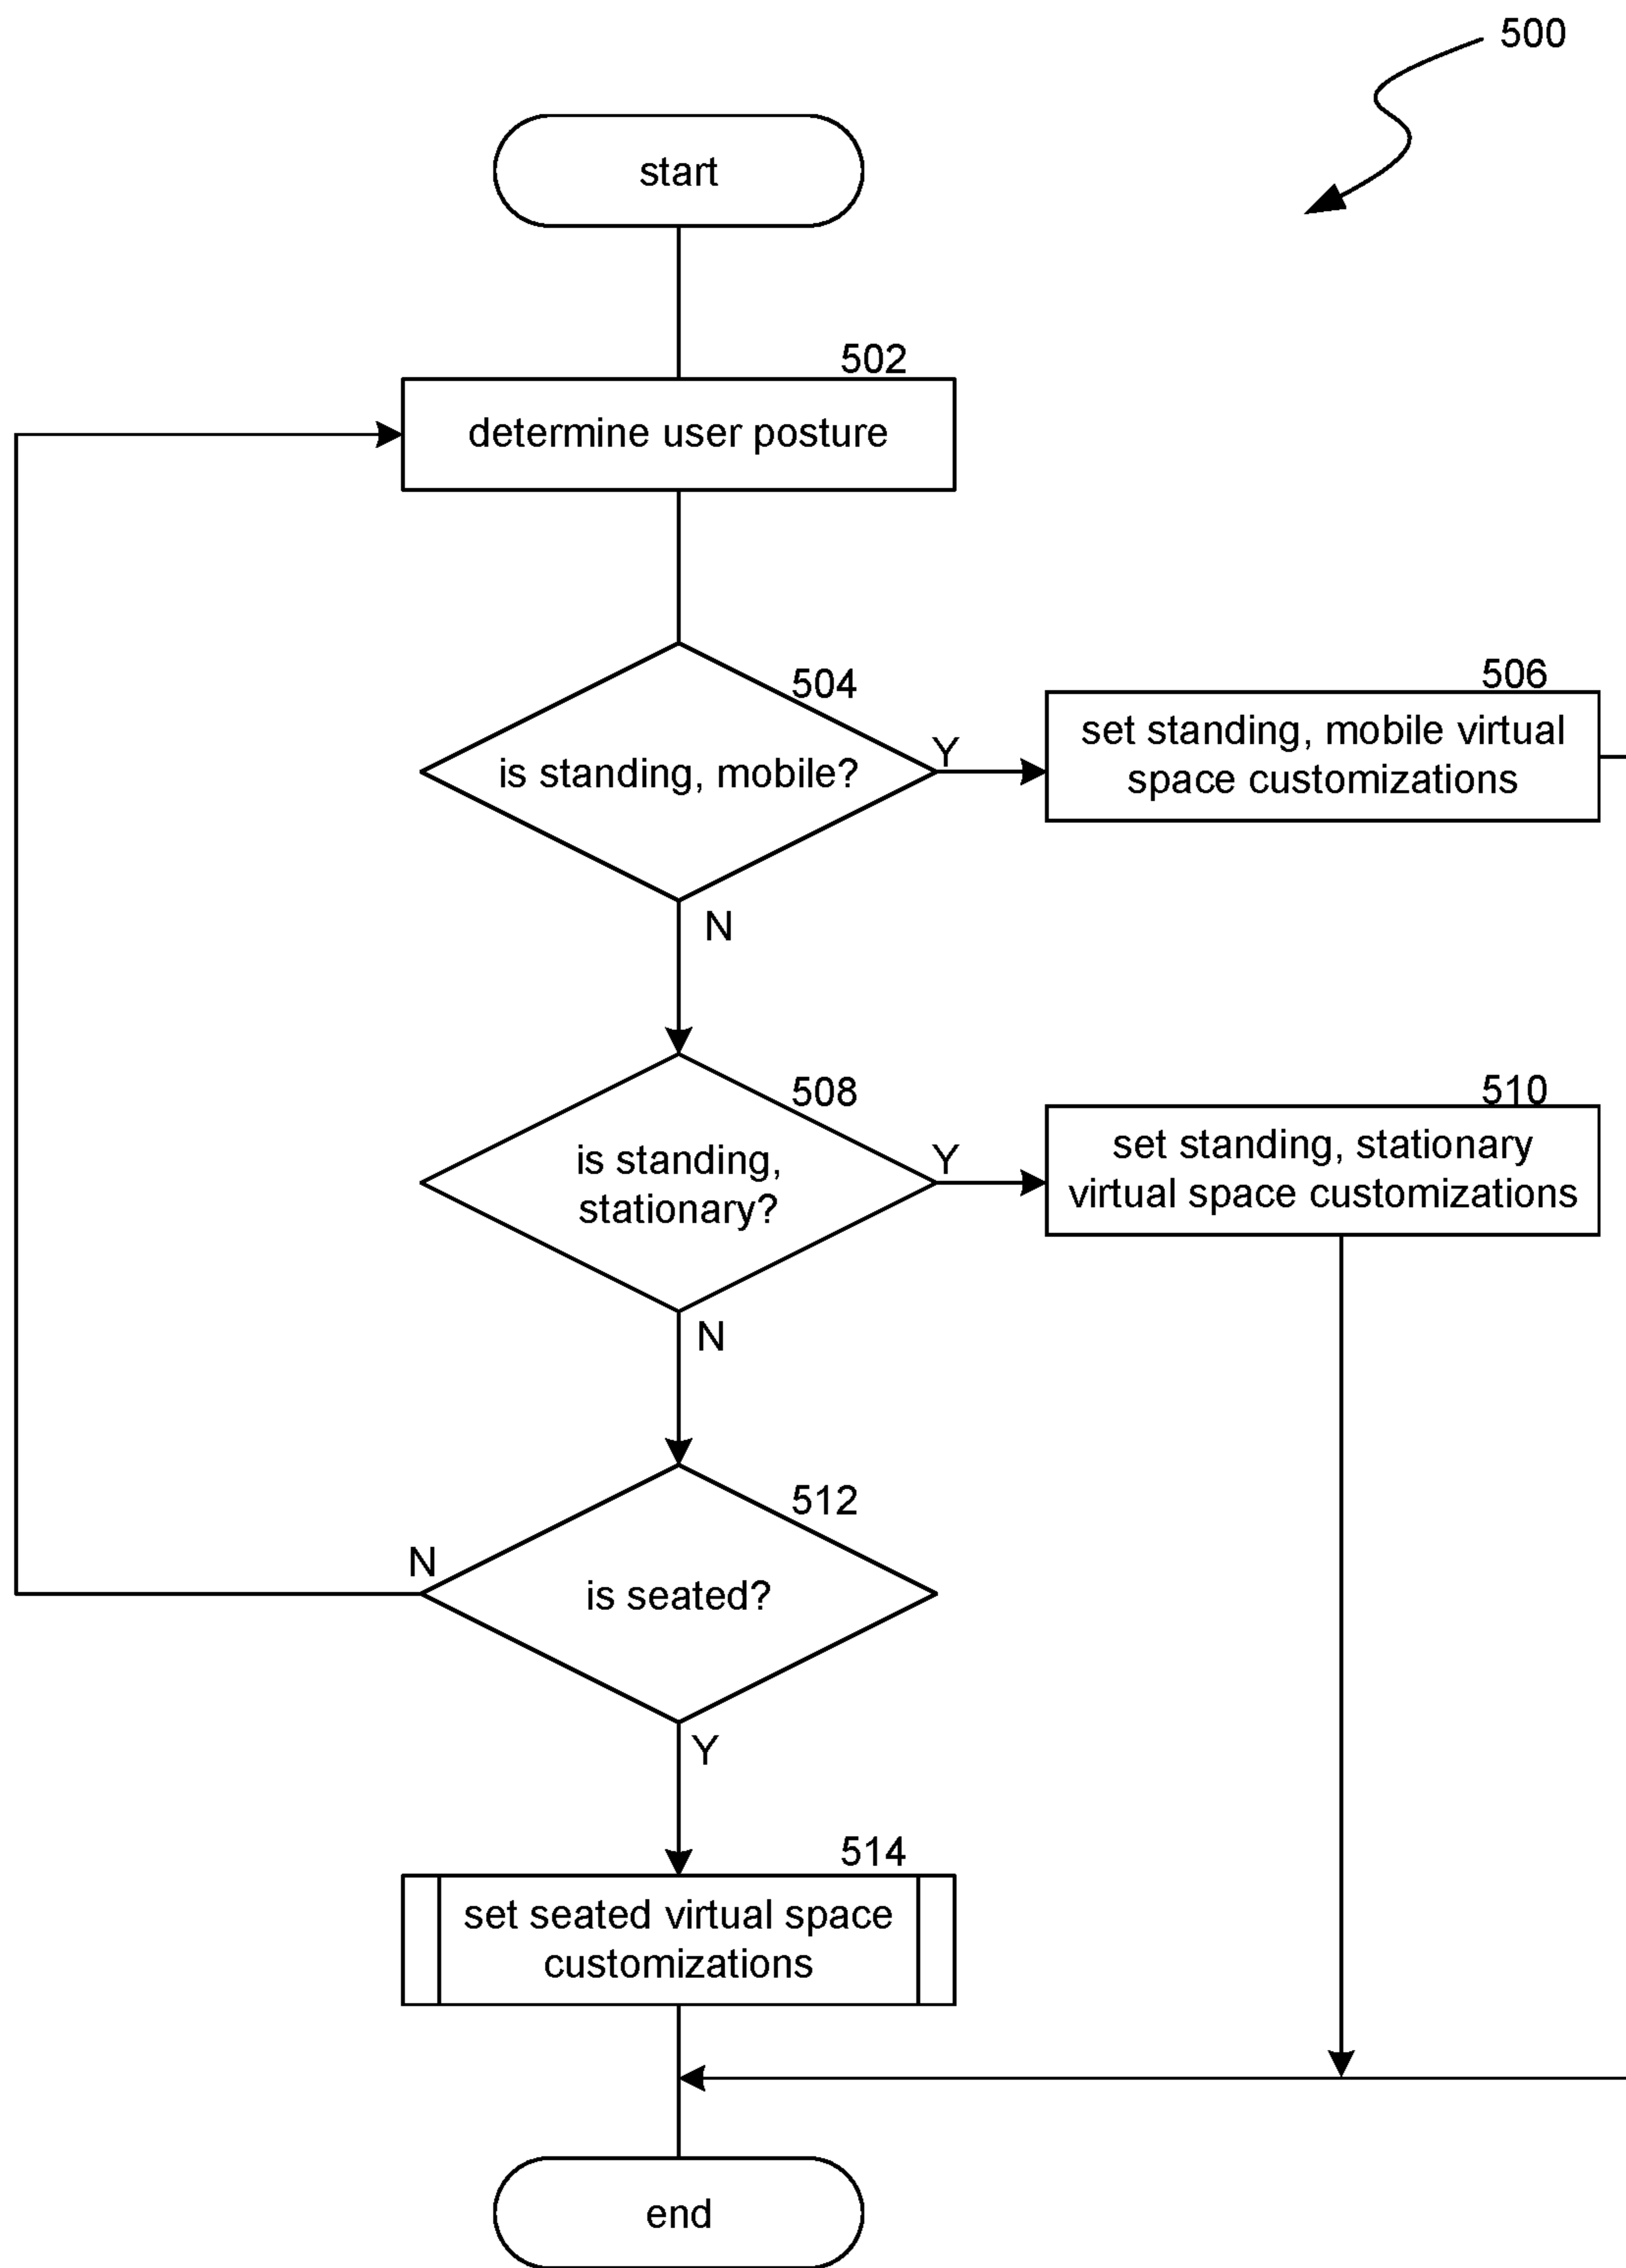 500
start
502
determine user posture
504
is standing, mobile?
Y
506
set standing, mobile virtual
space customizations
N
508
is standing,
stationary?
Y
510
set standing, stationary
virtual space customizations
N
512
N
is seated?
Y
514
set seated virtual space
customizations
end